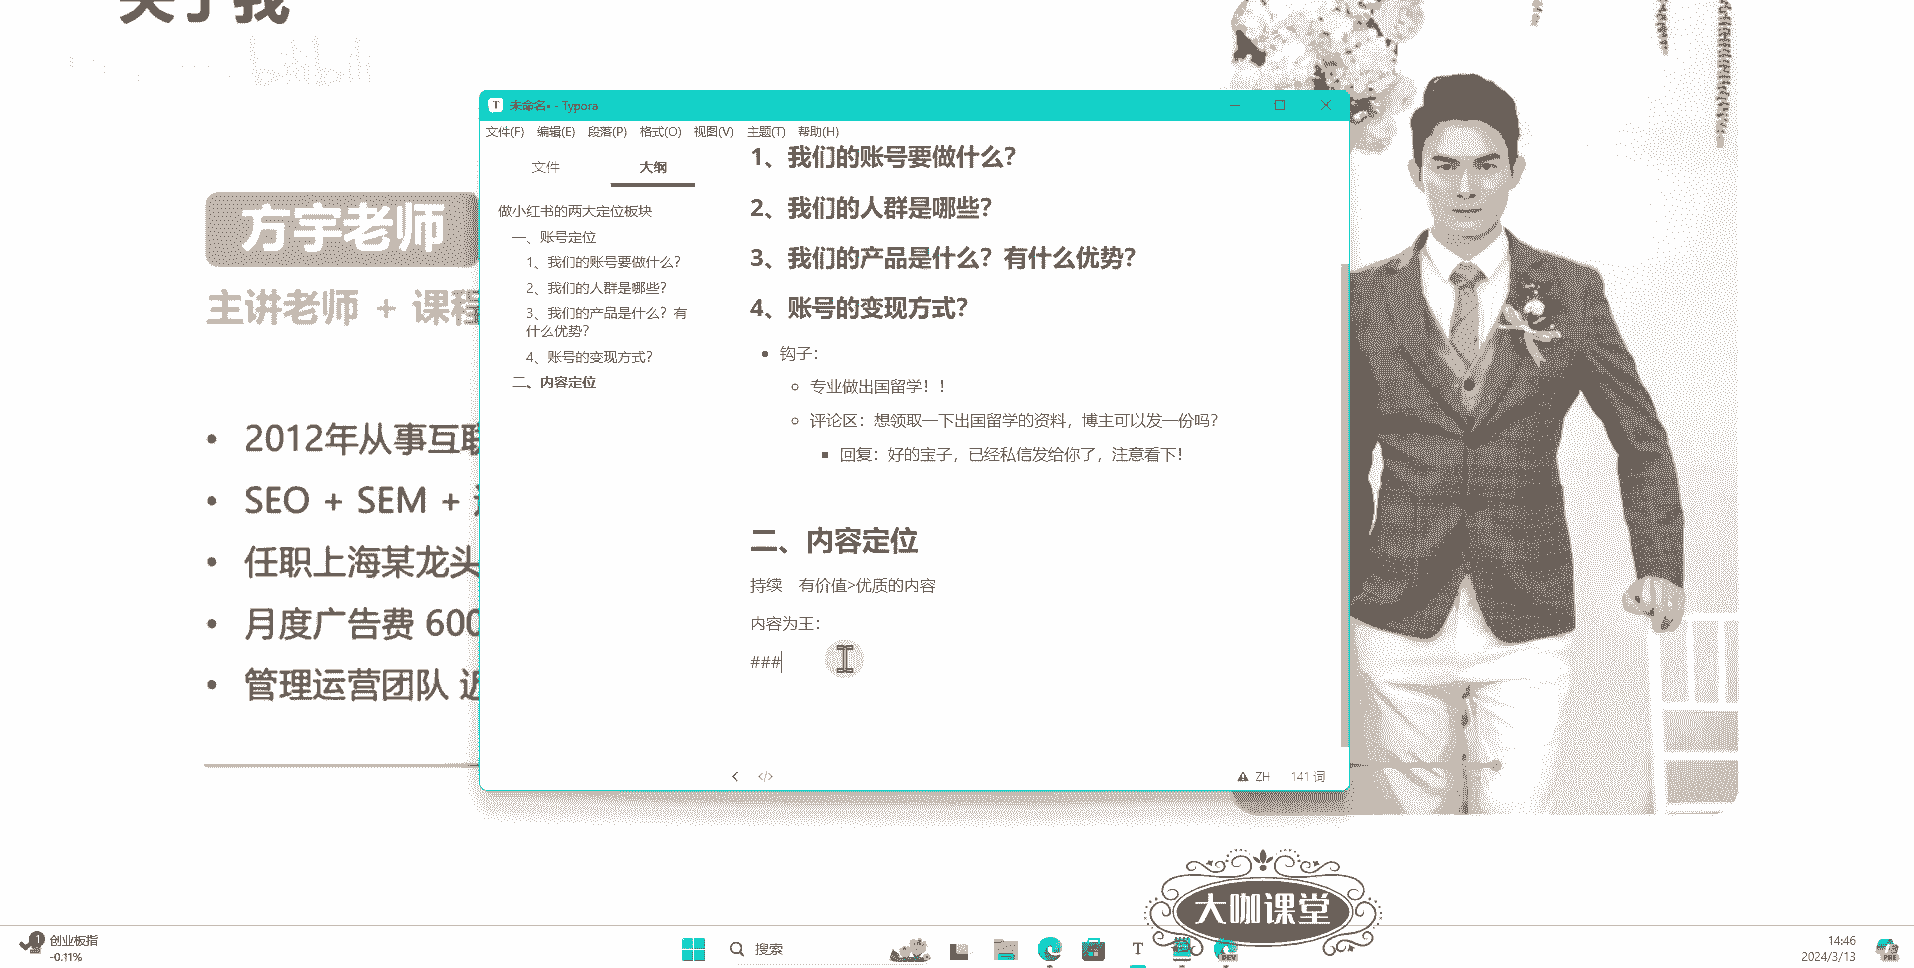 关于我
未命名• - Typora
文件(F) 编辑(E) 段落(P) 格式(O) 视图(V) 主题(T) 帮助(H)
文件 大纲
做小红书的两大定位板块
一、账号定位
1、我们的账号要做什么？
2、我们的人群是哪些？
3、我们的产品是什么？有
什么优势？
4、账号的变现方式？
二、内容定位
1、我们的账号要做什么？
2、我们的人群是哪些？
3、我们的产品是什么？有什么优势？
4、账号的变现方式？
• 钩子：
○ 专业做出国留学！！
○ 评论区：想领取一下出国留学的资料，博主可以发一份吗？
▪ 回复：好的宝子，已经私信发给你了，注意看下！
二、内容定位
持续 有价值>优质的内容
内容为王：
###
ZH 141 词
方宇老师
主讲老师 + 课程
• 2012年从事互联
• SEO + SEM +
• 任职上海某龙头
• 月度广告费 600
• 管理运营团队 近
大咖课堂
1
创业板指
-0.11%
搜索
T
DEV
14:46
2024/3/13
PRE